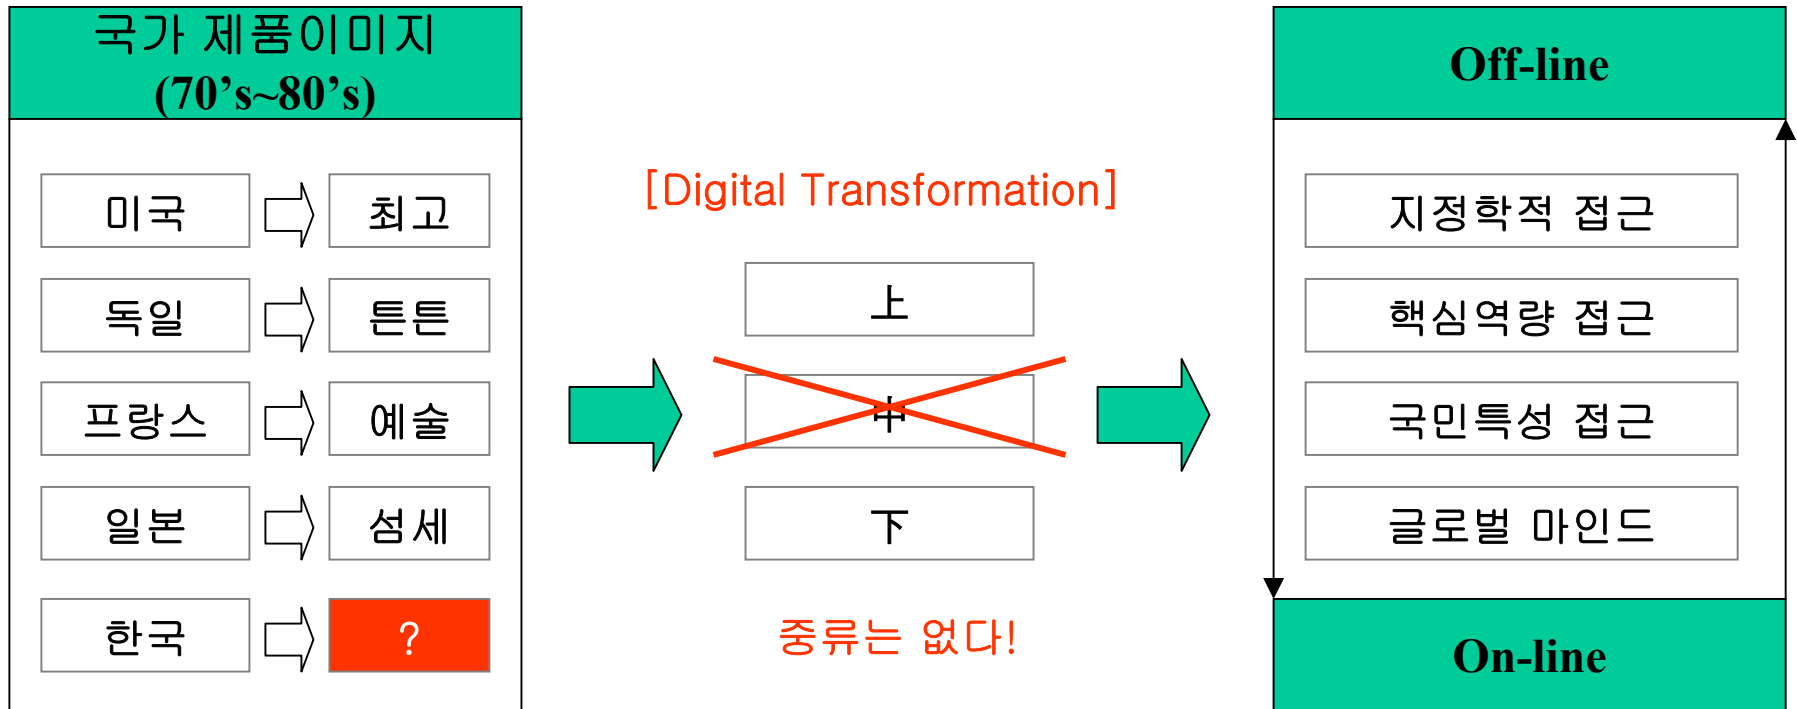 국가 제품이미지
(70’s~80’s)
미국
최고
독일
튼튼
프랑스
예술
일본
섬세
한국
?
[Digital Transformation]
上
中
下
중류는 없다!
Off-line
지정학적 접근
핵심역량 접근
국민특성 접근
글로벌 마인드
On-line